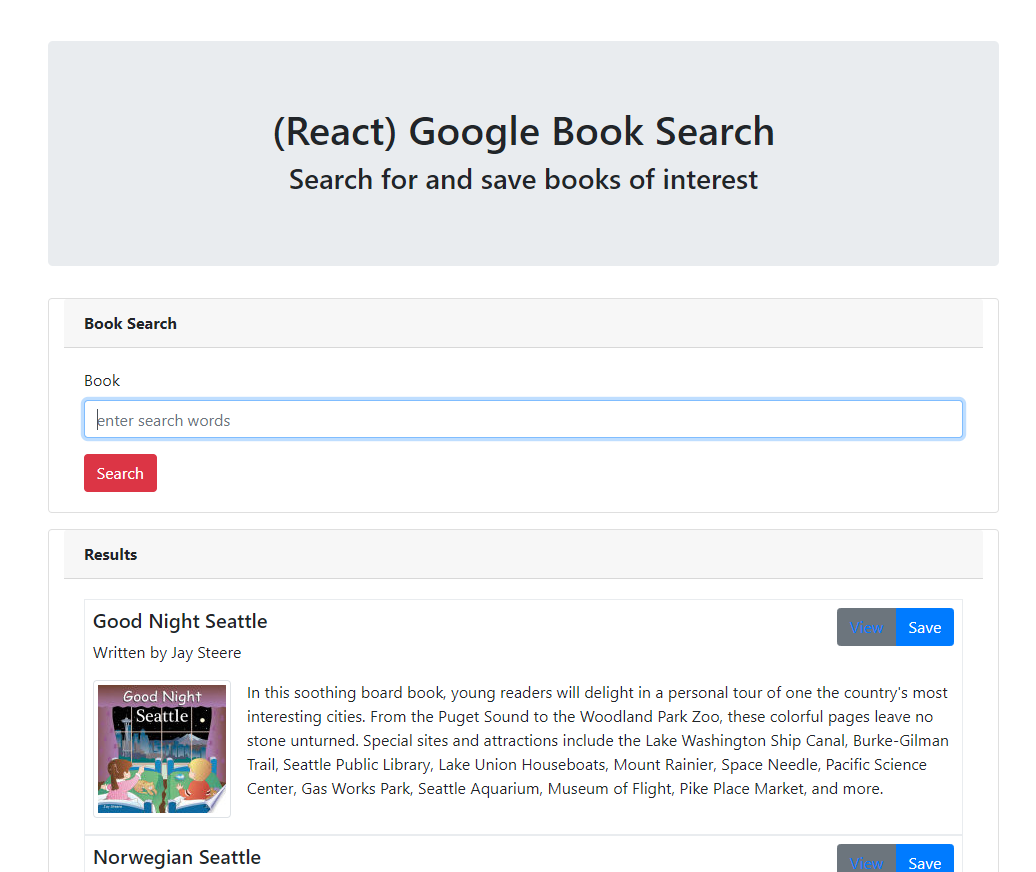 (React) Google Book Search
Search for and save books of interest
Book Search
Book
enter search words
Search
Results
Good Night Seattle
View Save
Written by Jay Steere
Good Night
Seattle
Jay Steere
In this soothing board book, young readers will delight in a personal tour of one the country's most
interesting cities. From the Puget Sound to the Woodland Park Zoo, these colorful pages leave no
stone unturned. Special sites and attractions include the Lake Washington Ship Canal, Burke-Gilman
Trail, Seattle Public Library, Lake Union Houseboats, Mount Rainier, Space Needle, Pacific Science
Center, Gas Works Park, Seattle Aquarium, Museum of Flight, Pike Place Market, and more.
Norwegian Seattle
View Save